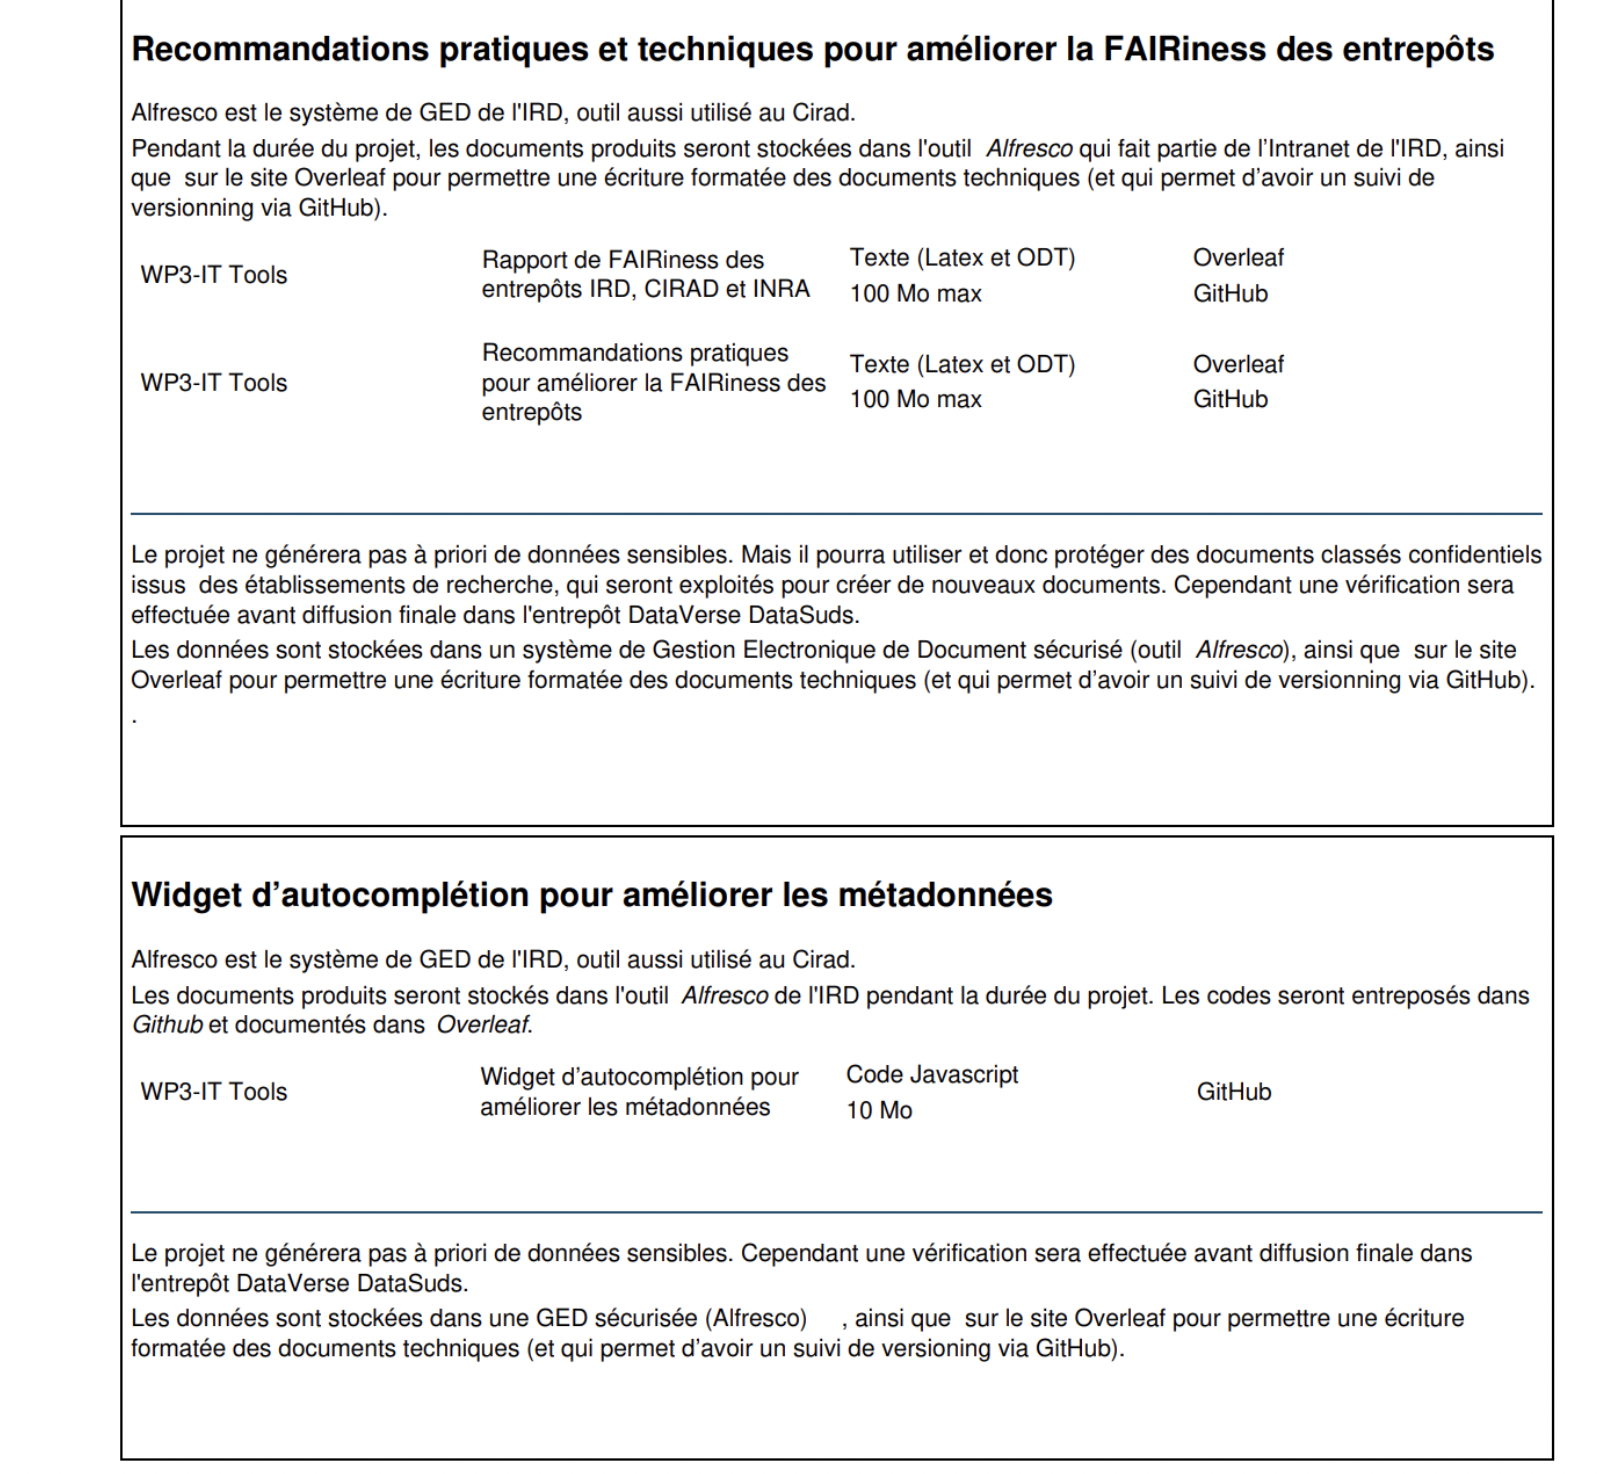 Recommandations pratiques et techniques pour améliorer la FAIRiness des entrepôts
Alfresco est le système de GED de l'IRD, outil aussi utilisé au Cirad.
Pendant la durée du projet, les documents produits seront stockées dans l'outil Alfresco qui fait partie de l’Intranet de l'IRD, ainsi
que sur le site Overleaf pour permettre une écriture formatée des documents techniques (et qui permet d’avoir un suivi de
versionning via GitHub).
WP3-IT Tools
Rapport de FAIRiness des
entrepôts IRD, CIRAD et INRA
Texte (Latex et ODT)
100 Mo max
Overleaf
GitHub
WP3-IT Tools
Recommandations pratiques
pour améliorer la FAIRiness des
entrepôts
Texte (Latex et ODT)
100 Mo max
Overleaf
GitHub
Le projet ne générera pas à priori de données sensibles. Mais il pourra utiliser et donc protéger des documents classés confidentiels
issus des établissements de recherche, qui seront exploités pour créer de nouveaux documents. Cependant une vérification sera
effectuée avant diffusion finale dans l'entrepôt DataVerse DataSuds.
Les données sont stockées dans un système de Gestion Electronique de Document sécurisé (outil Alfresco), ainsi que sur le site
Overleaf pour permettre une écriture formatée des documents techniques (et qui permet d’avoir un suivi de versionning via GitHub).
.
Widget d’autocomplétion pour améliorer les métadonnées
Alfresco est le système de GED de l'IRD, outil aussi utilisé au Cirad.
Les documents produits seront stockés dans l'outil Alfresco de l'IRD pendant la durée du projet. Les codes seront entreposés dans
Github et documentés dans Overleaf.
WP3-IT Tools
Widget d’autocomplétion pour
améliorer les métadonnées
Code Javascript
10 Mo
GitHub
Le projet ne générera pas à priori de données sensibles. Cependant une vérification sera effectuée avant diffusion finale dans
l'entrepôt DataVerse DataSuds.
Les données sont stockées dans une GED sécurisée (Alfresco) , ainsi que sur le site Overleaf pour permettre une écriture
formatée des documents techniques (et qui permet d’avoir un suivi de versioning via GitHub).